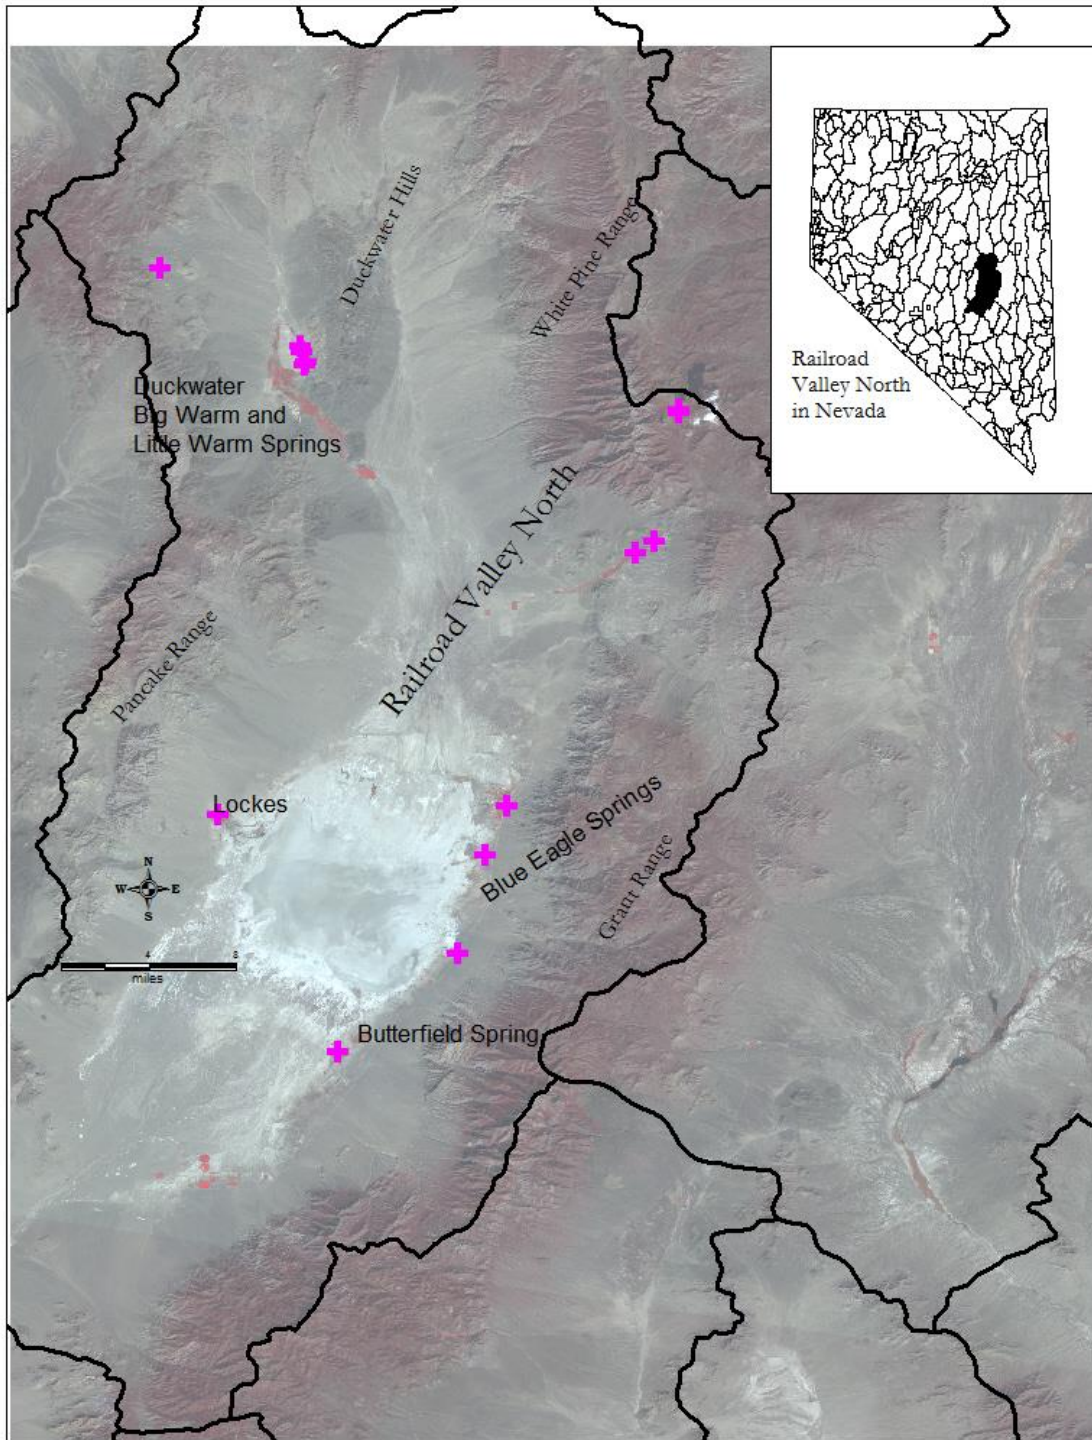 Duckwater Hills
White Pine Range
Railroad
Valley North
in Nevada
Duckwater
Big Warm and
Little Warm Springs
Railroad Valley North
Pancake Range
Lockes
Blue Eagle Springs
Grant Range
N
W E
S
4 8
miles
Butterfield Spring